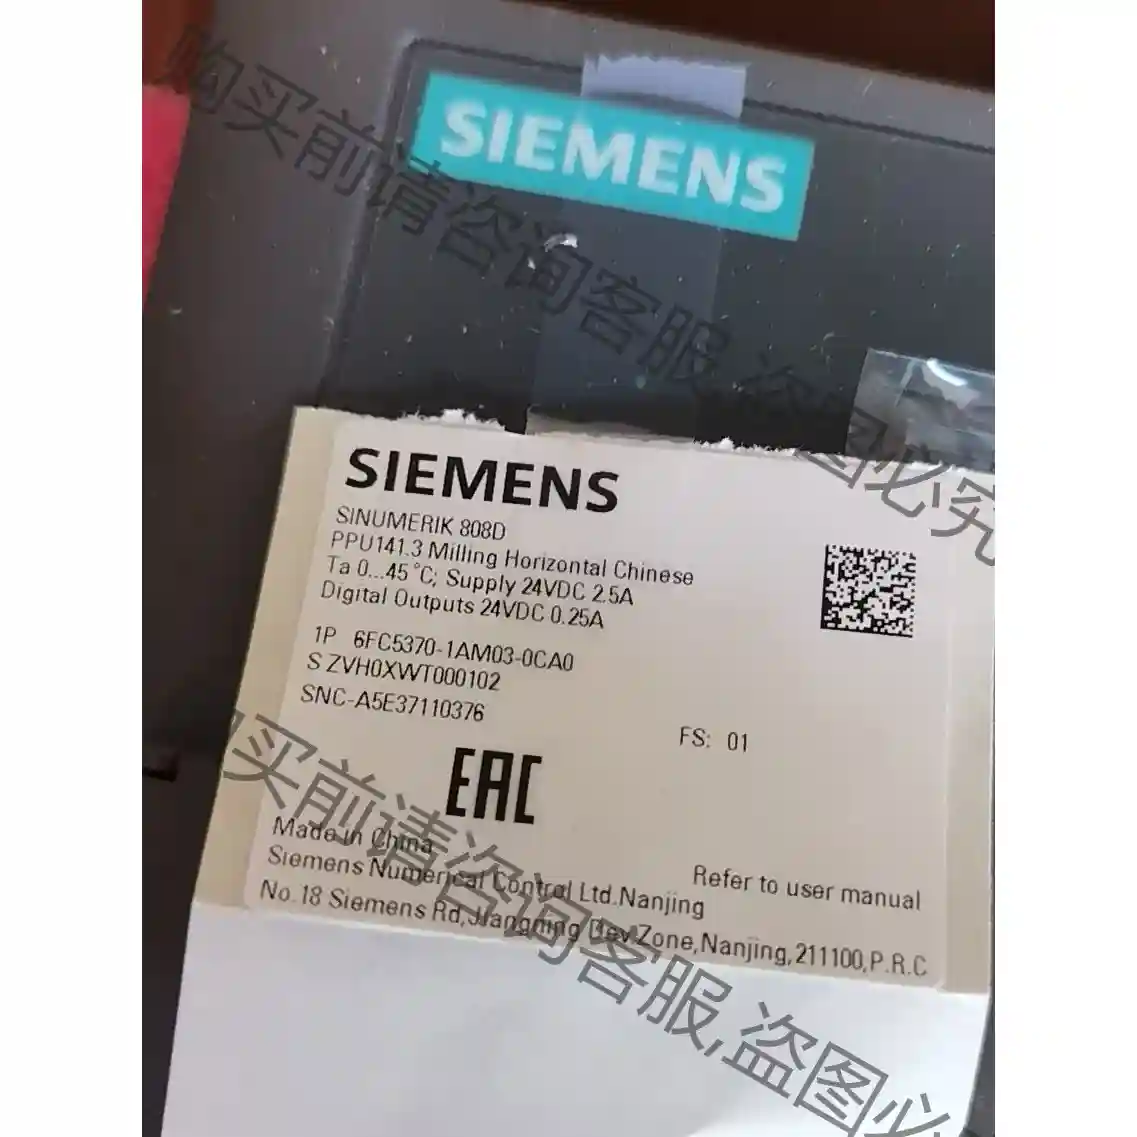 SIEMENS
购买前请咨询客服,盗图必究
SIEMENS
SINUMERIK 808D
PPU141.3 Milling Horizontal Chinese
Ta 0...45 °C; Supply 24VDC 2.5A
Digital Outputs 24VDC 0.25A
1P 6FC5370-1AM03-0CA0
S ZVH0XWT000102
SNC-A5E37110376
FS: 01
EAC
Made in China
Refer to user manual
Siemens Numerical Control Ltd.Nanjing
No.18 Siemens Rd,Jiangning Dev.Zone,Nanjing,211100,P.R.C
购买前请咨询客服,盗图必